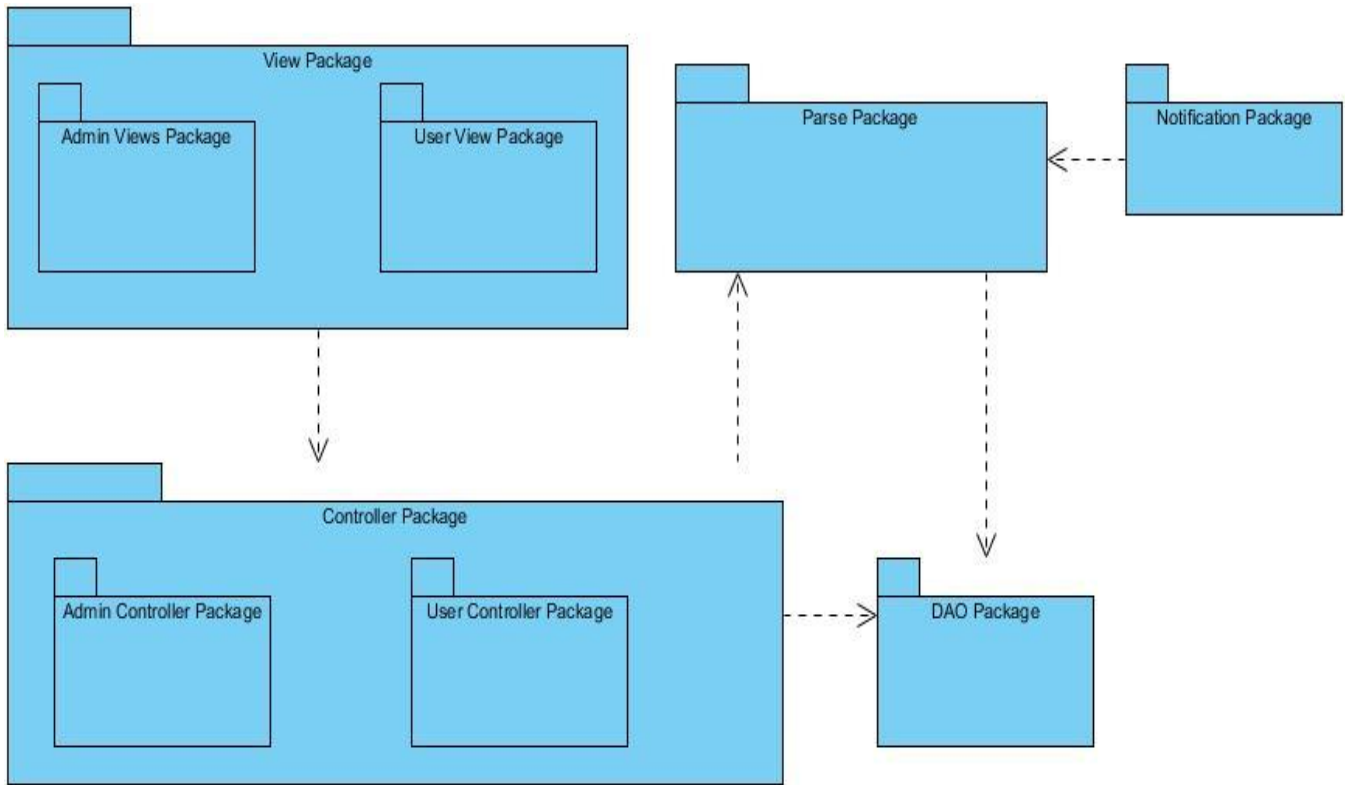 View Package
Admin Views Package
User View Package
Parse Package
Notification Package
Controller Package
Admin Controller Package
User Controller Package
DAO Package